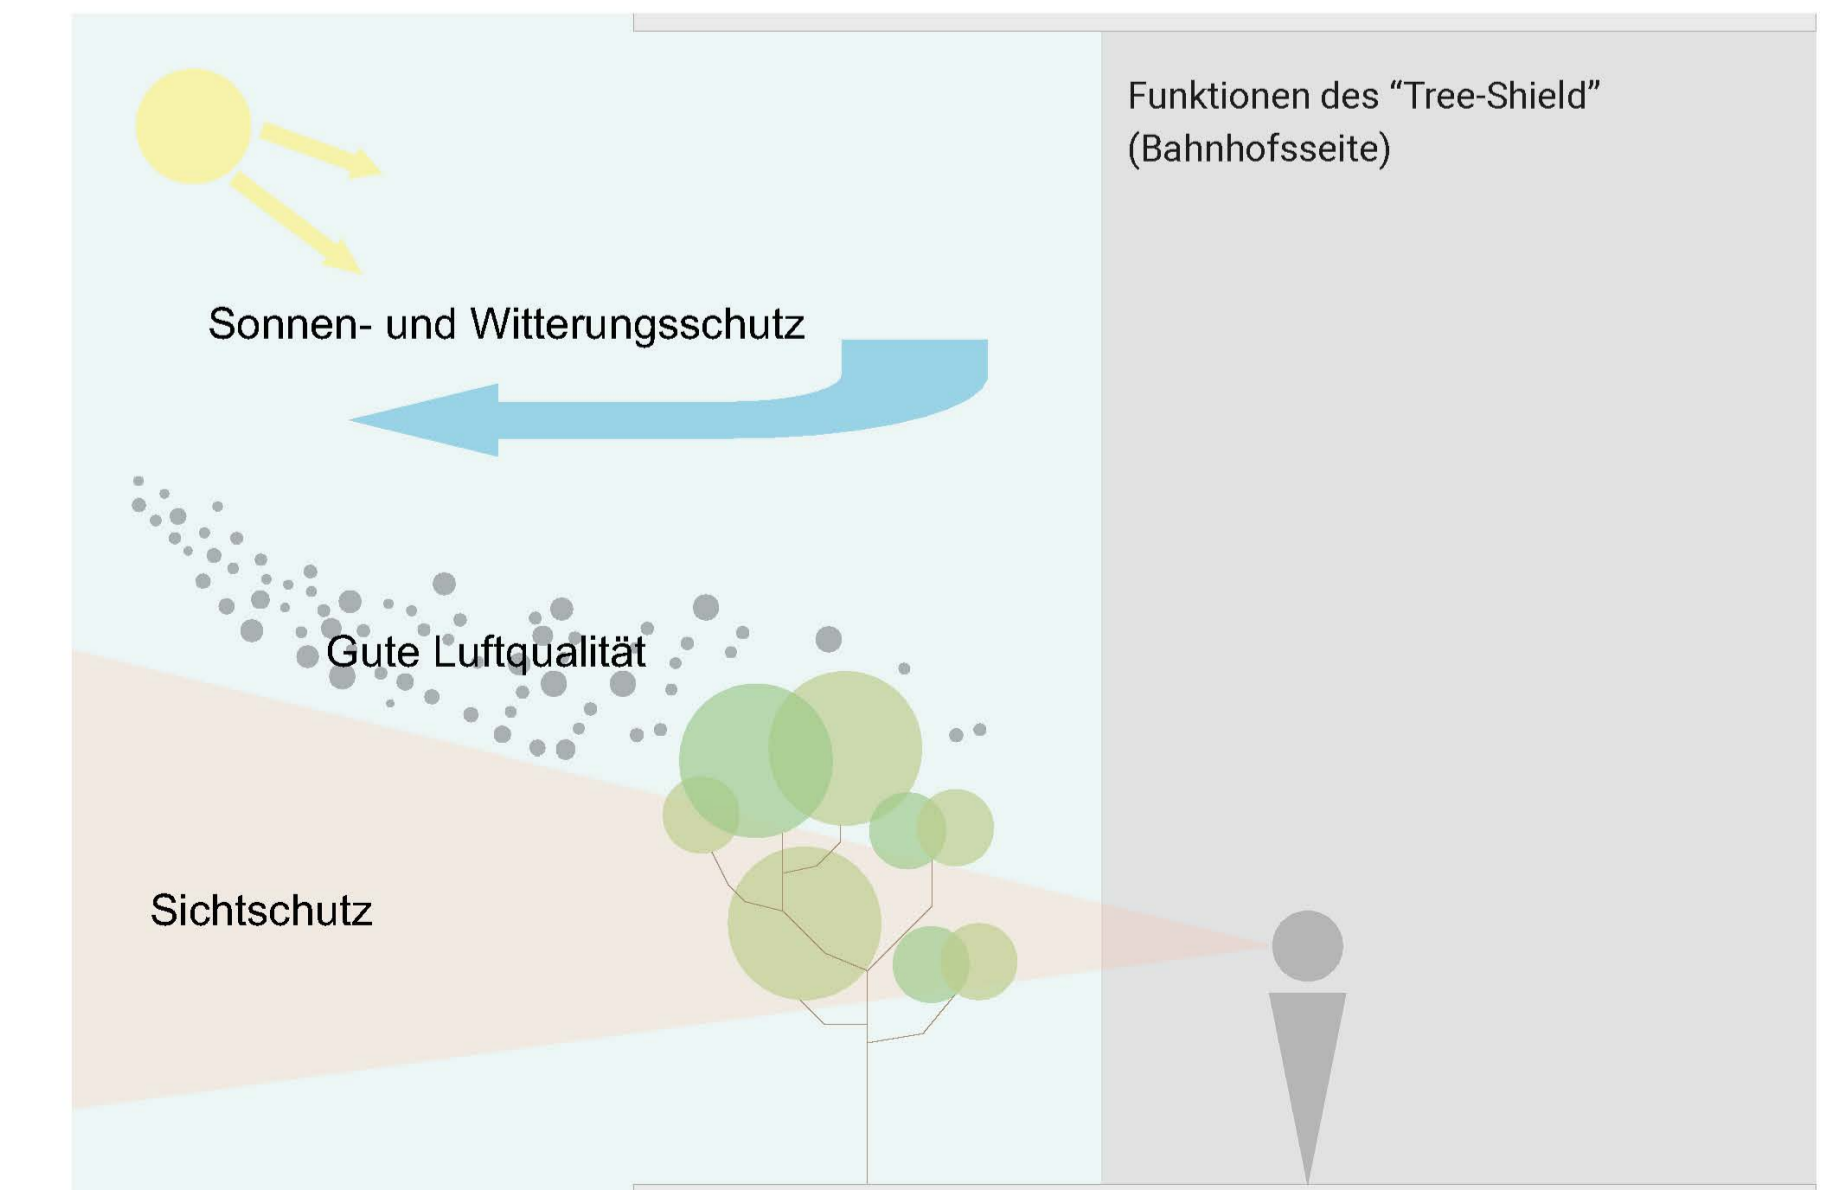 Funktionen des “Tree-Shield”
(Bahnhofsseite)
Sonnen- und Witterungsschutz
Gute Luftqualität
Sichtschutz